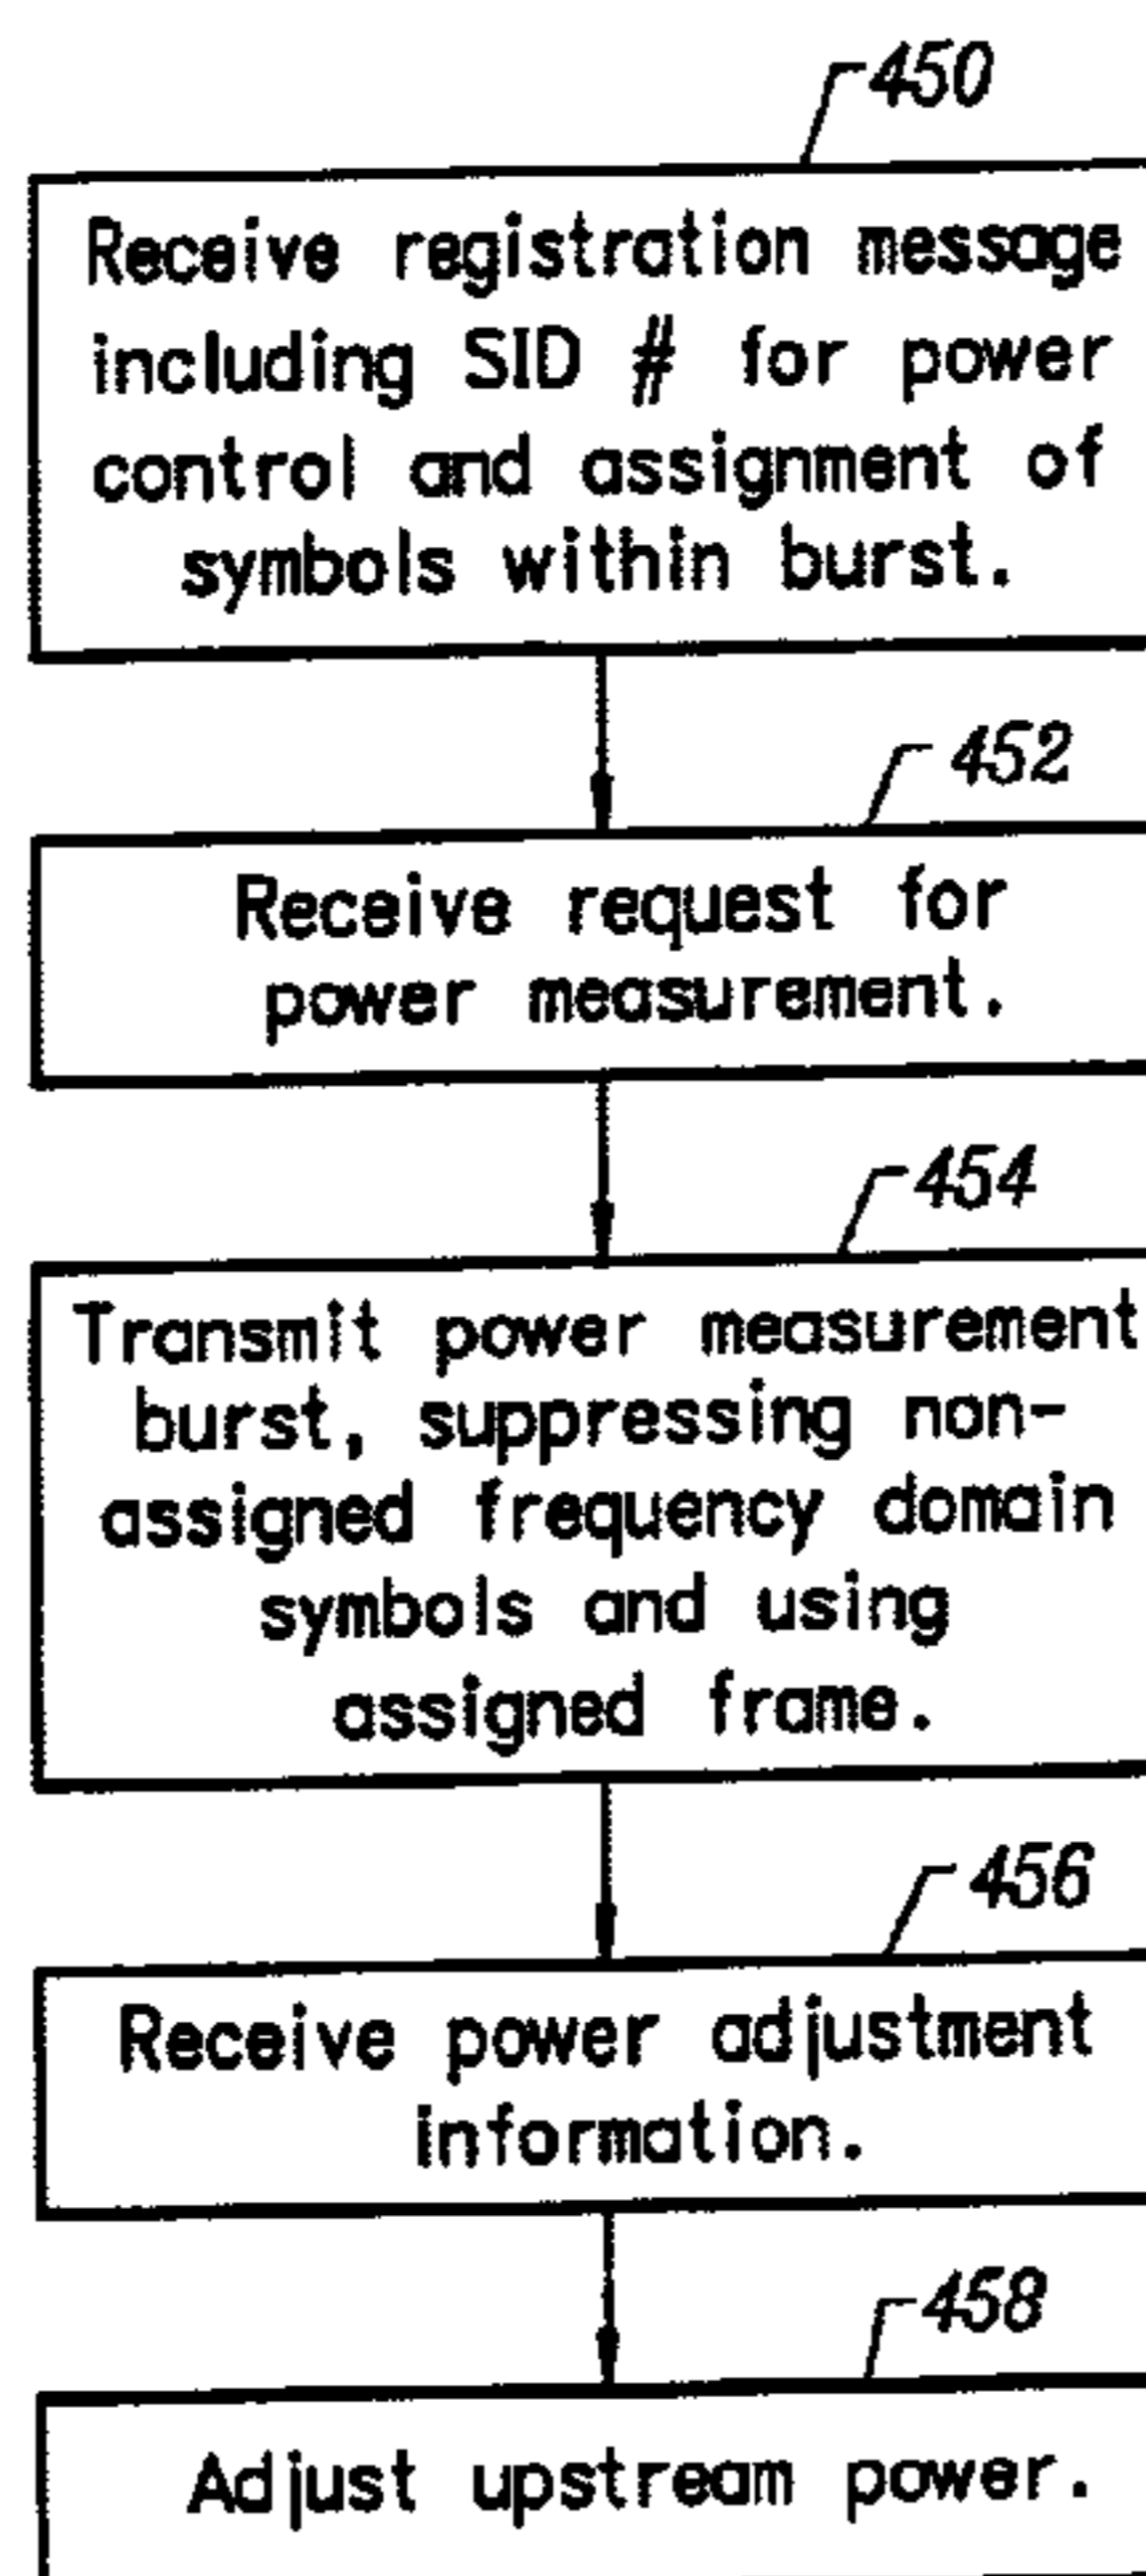 450
Receive registration message
including SID # for power
control and assignment of
symbols within burst.
452
Receive request for
power measurement.
454
Transmit power measurement
burst, suppressing non-
assigned frequency domain
symbols and using
assigned frame.
456
Receive power adjustment
information.
458
Adjust upstream power.